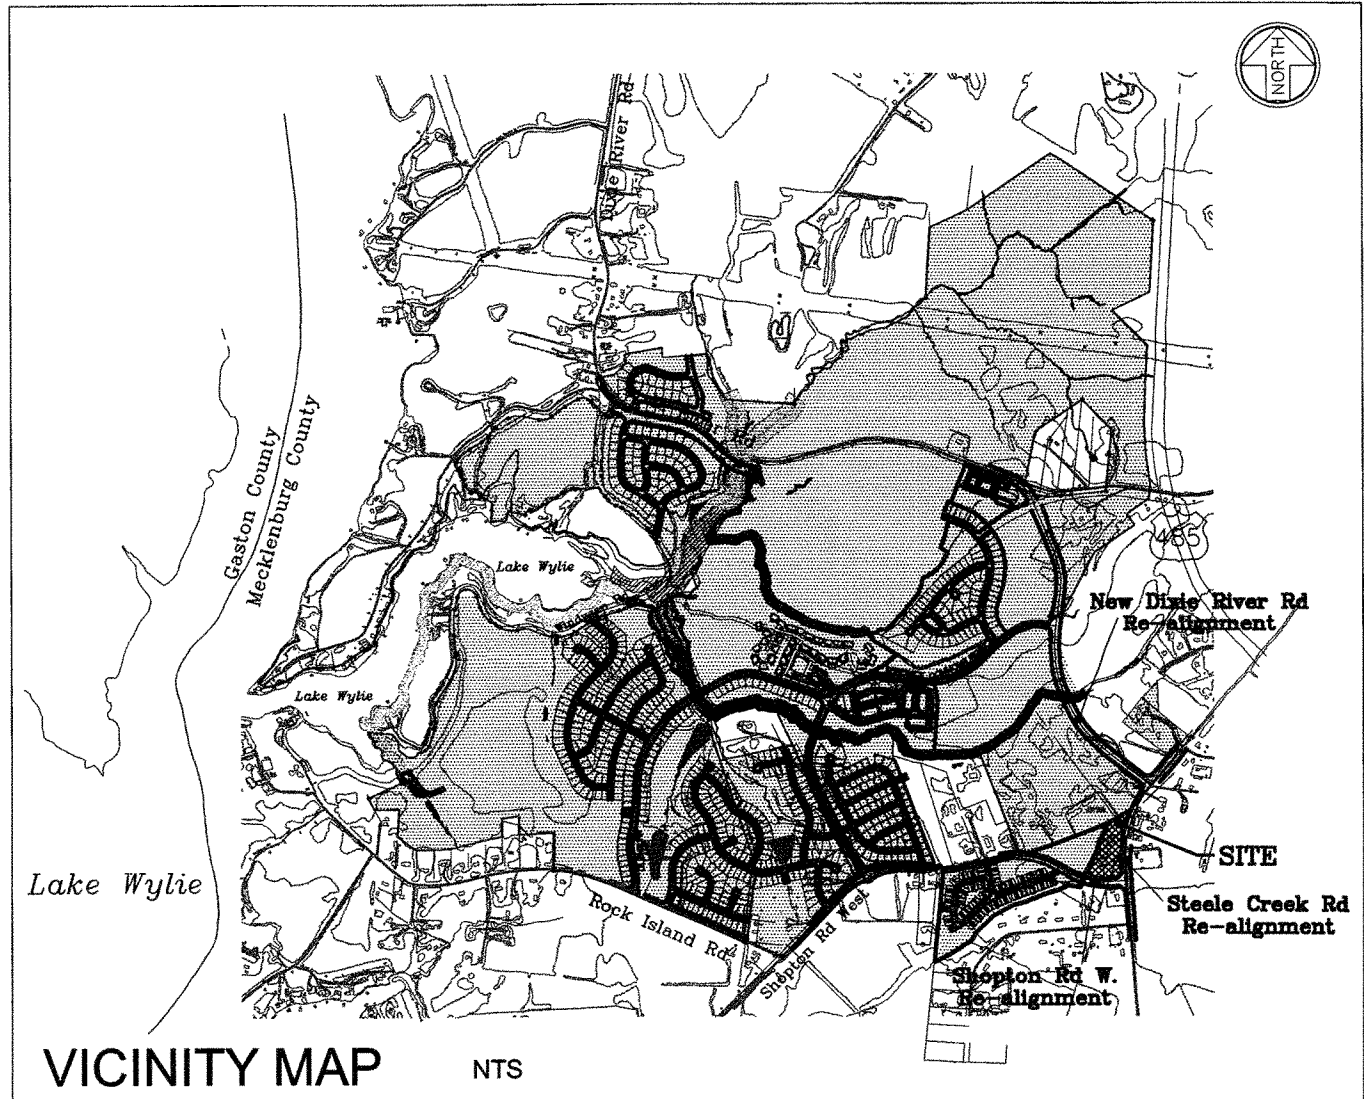 NORTH
Dixie River Rd
Gaston County
Mecklenburg County
485
Lake Wylie
New Dixie River Rd
Re-alignment
Lake Wylie
SITE
Lake Wylie
Rock Island Rd
Shopton Rd West
Steele Creek Rd
Re-alignment
Shopton Rd W.
Re-alignment
VICINITY MAP
NTS